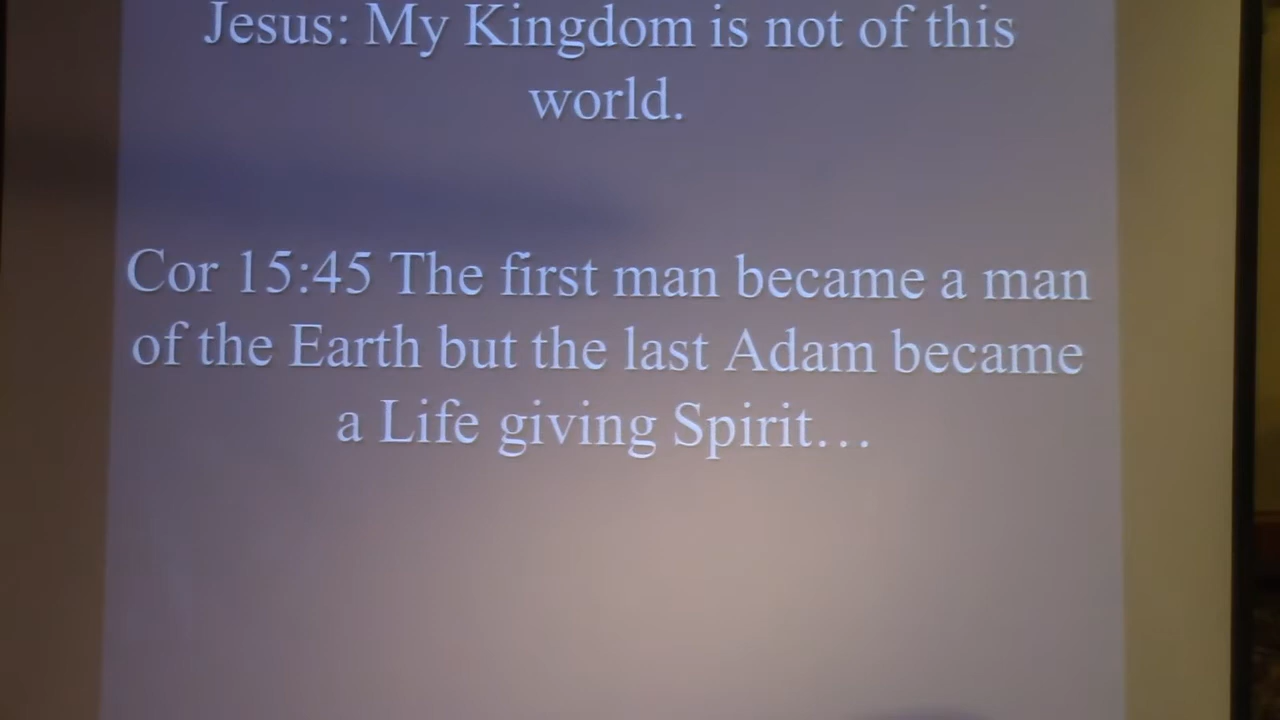 Jesus: My Kingdom is not of this
world.
Cor 15:45 The first man became a man
of the Earth but the last Adam became
a Life giving Spirit…